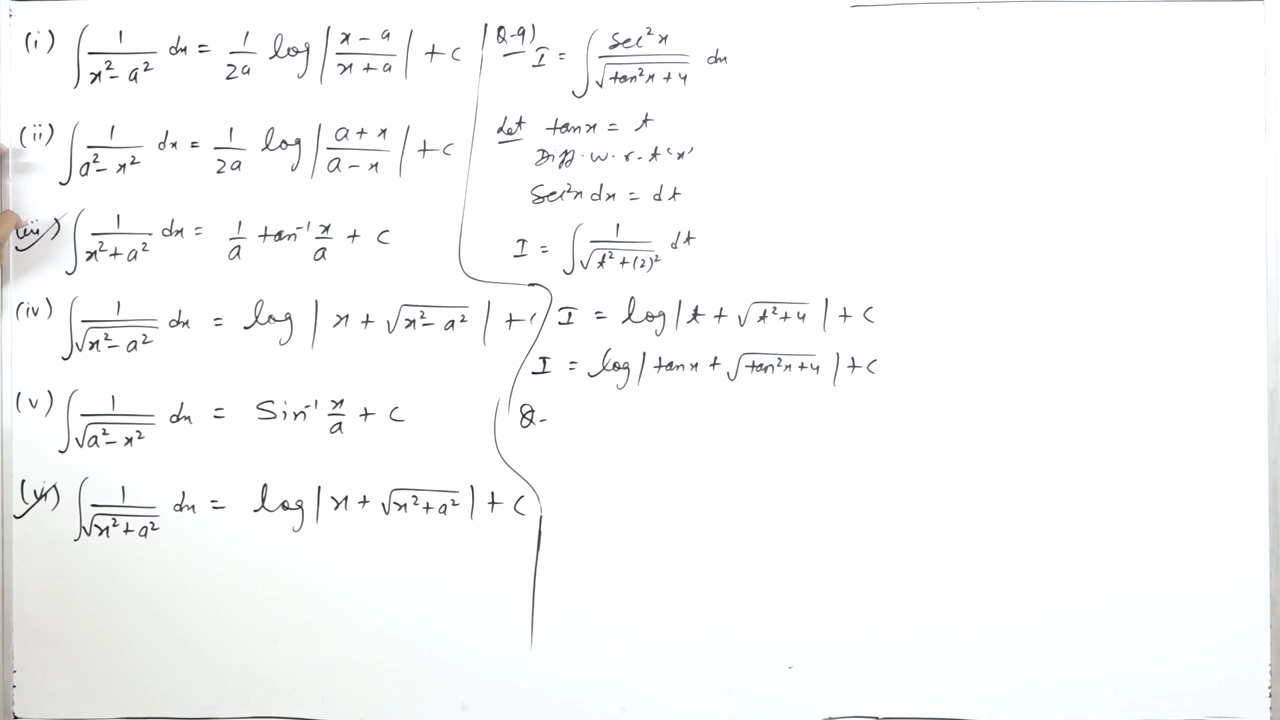 (i) ∫ 1/(x² - a²) dx = 1/2a log |(x - a)/(x + a)| + C
(ii) ∫ 1/(a² - x²) dx = 1/2a log |(a + x)/(a - x)| + C
(iii) ∫ 1/(x² + a²) dx = 1/a tan⁻¹ x/a + C
(iv) ∫ 1/√(x² - a²) dx = log | x + √(x² - a²) | + C
(v) ∫ 1/√(a² - x²) dx = Sin⁻¹ x/a + C
(vi) ∫ 1/√(x² + a²) dx = log | x + √(x² + a²) | + C
Q-9) I = ∫ Sec²x/√(tan²x + 4) dx
Let tanx = t
Diff. w. r. t 'x'
Sec²x dx = dt
I = ∫ 1/√(t² + (2)²) dt
I = log | t + √(t² + 4) | + C
I = log | tanx + √(tan²x + 4) | + C
Q-